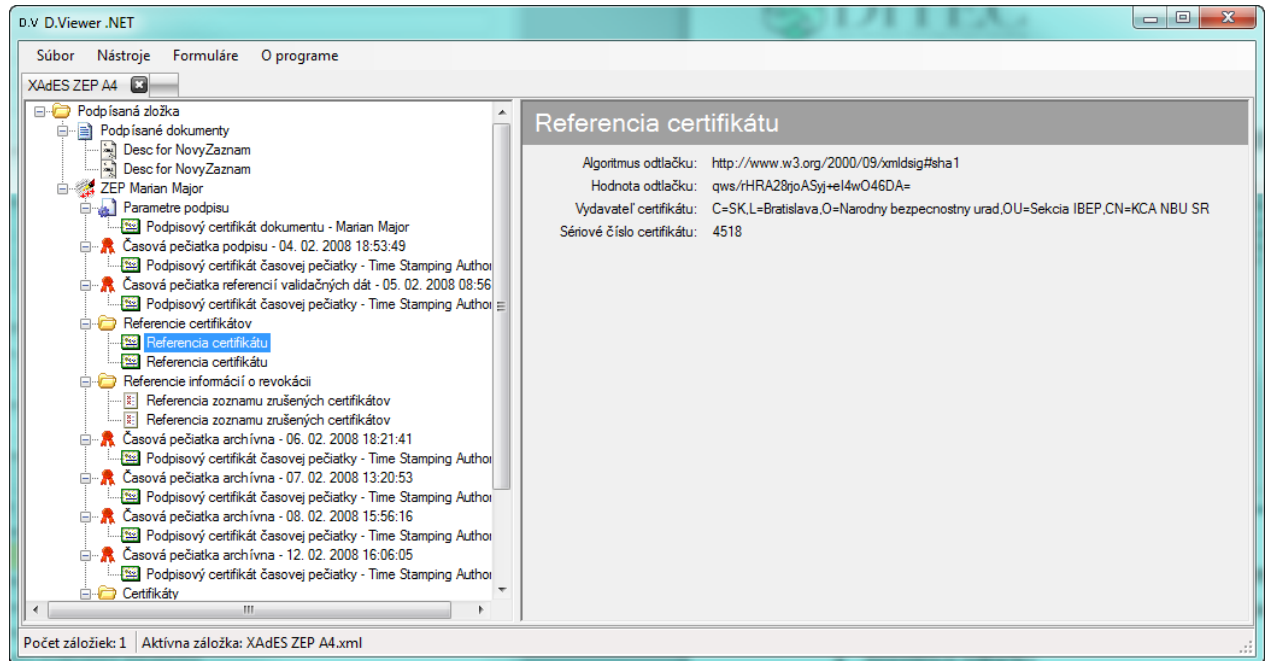 D.V D.Viewer .NET
DITEC
Súbor Nástroje Formuláre O programe
XAdES ZEP A4
Podpísaná zložka
Podpísané dokumenty
Desc for NovyZaznam
Desc for NovyZaznam
ZEP Marian Major
Parametre podpisu
Podpisový certifikát dokumentu - Marian Major
Časová pečiatka podpisu - 04. 02. 2008 18:53:49
Podpisový certifikát časovej pečiatky - Time Stamping Author
Časová pečiatka referencií validačných dát - 05. 02. 2008 08:56
Podpisový certifikát časovej pečiatky - Time Stamping Author
Referencie certifikátov
Referencia certifikátu
Referencia certifikátu
Referencie informácií o revokácii
Referencia zoznamu zrušených certifikátov
Referencia zoznamu zrušených certifikátov
Časová pečiatka archívna - 06. 02. 2008 18:21:41
Podpisový certifikát časovej pečiatky - Time Stamping Author
Časová pečiatka archívna - 07. 02. 2008 13:20:53
Podpisový certifikát časovej pečiatky - Time Stamping Author
Časová pečiatka archívna - 08. 02. 2008 15:56:16
Podpisový certifikát časovej pečiatky - Time Stamping Author
Časová pečiatka archívna - 12. 02. 2008 16:06:05
Podpisový certifikát časovej pečiatky - Time Stamping Author
Certifikáty
Referencia certifikátu
Algoritmus odtlačku: http://www.w3.org/2000/09/xmldsig#sha1
Hodnota odtlačku: qws/rHRA28rjoASyj+eI4wO46DA=
Vydavateľ certifikátu: C=SK,L=Bratislava,O=Narodny bezpecnostny urad,OU=Sekcia IBEP,CN=KCA NBU SR
Sériové číslo certifikátu: 4518
Počet záložiek: 1 Aktívna záložka: XAdES ZEP A4.xml